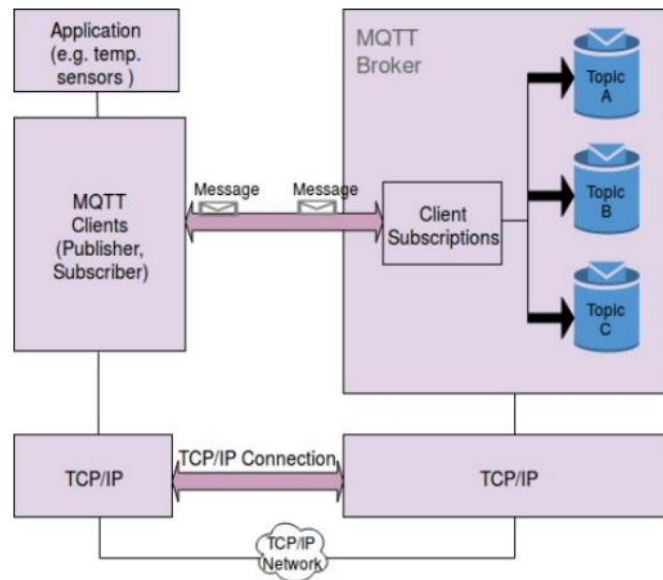 Application
(e.g. temp.
sensors )
MQTT
Broker
Topic
A
Topic
B
Topic
C
MQTT
Clients
(Publisher,
Subscriber)
Message
Message
Client
Subscriptions
TCP/IP
TCP/IP Connection
TCP/IP
TCP/IP
Network